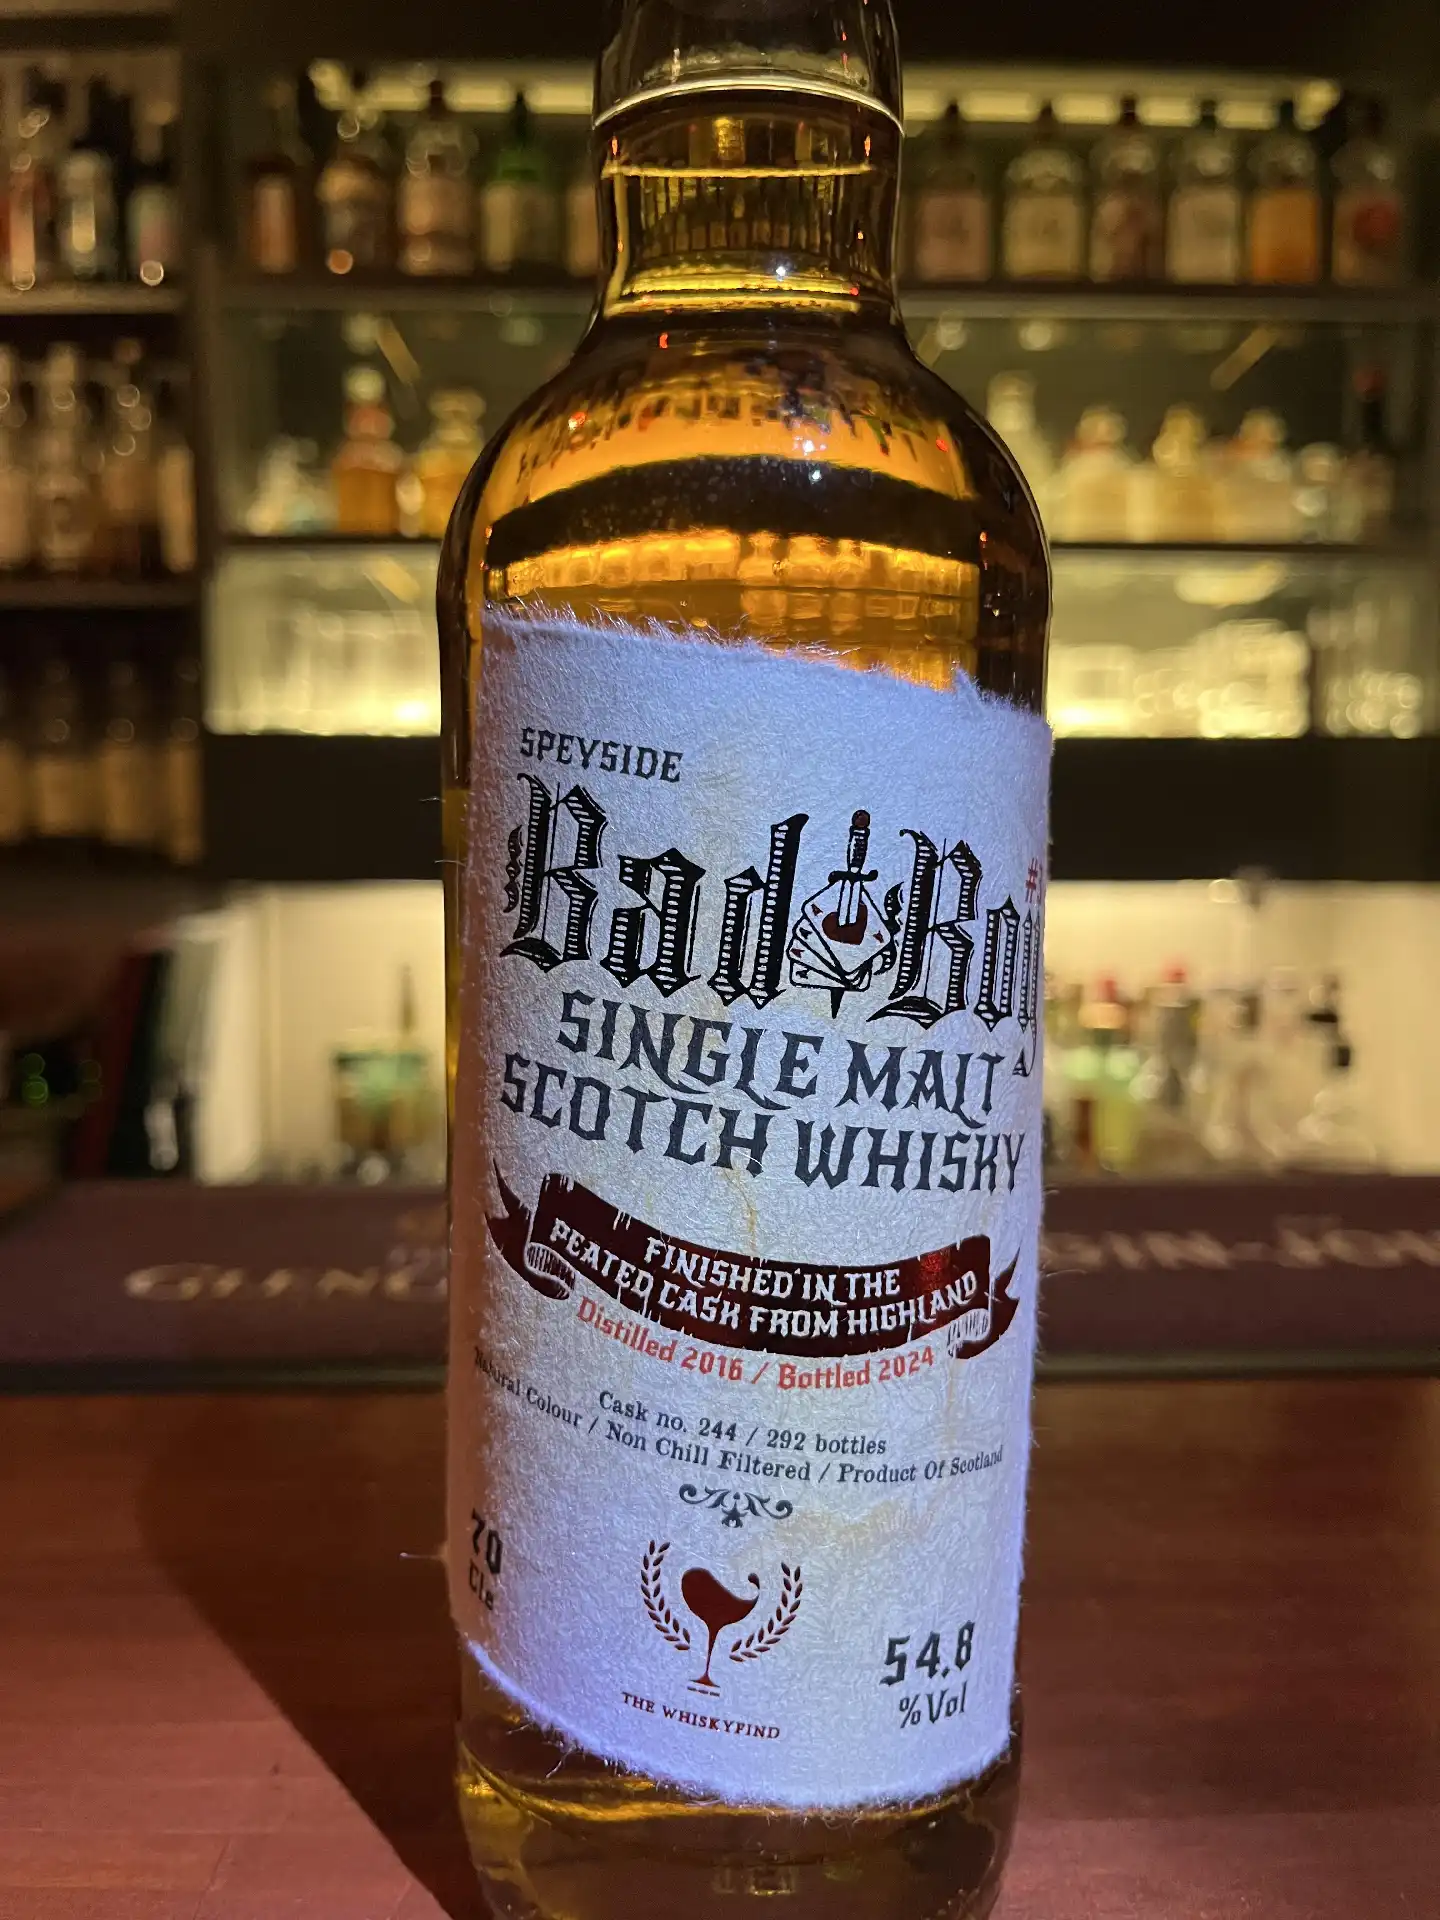 SPEYSIDE
Bad Boy
SINGLE MALT
SCOTCH WHISKY
FINISHED IN THE
PEATED CASK FROM HIGHLAND
Distilled 2016 / Bottled 2024
Cask no. 244 / 292 bottles
Natural Colour / Non Chill Filtered / Product Of Scotland
70
Cle
54.8
%Vol
THE WHISKYFIND